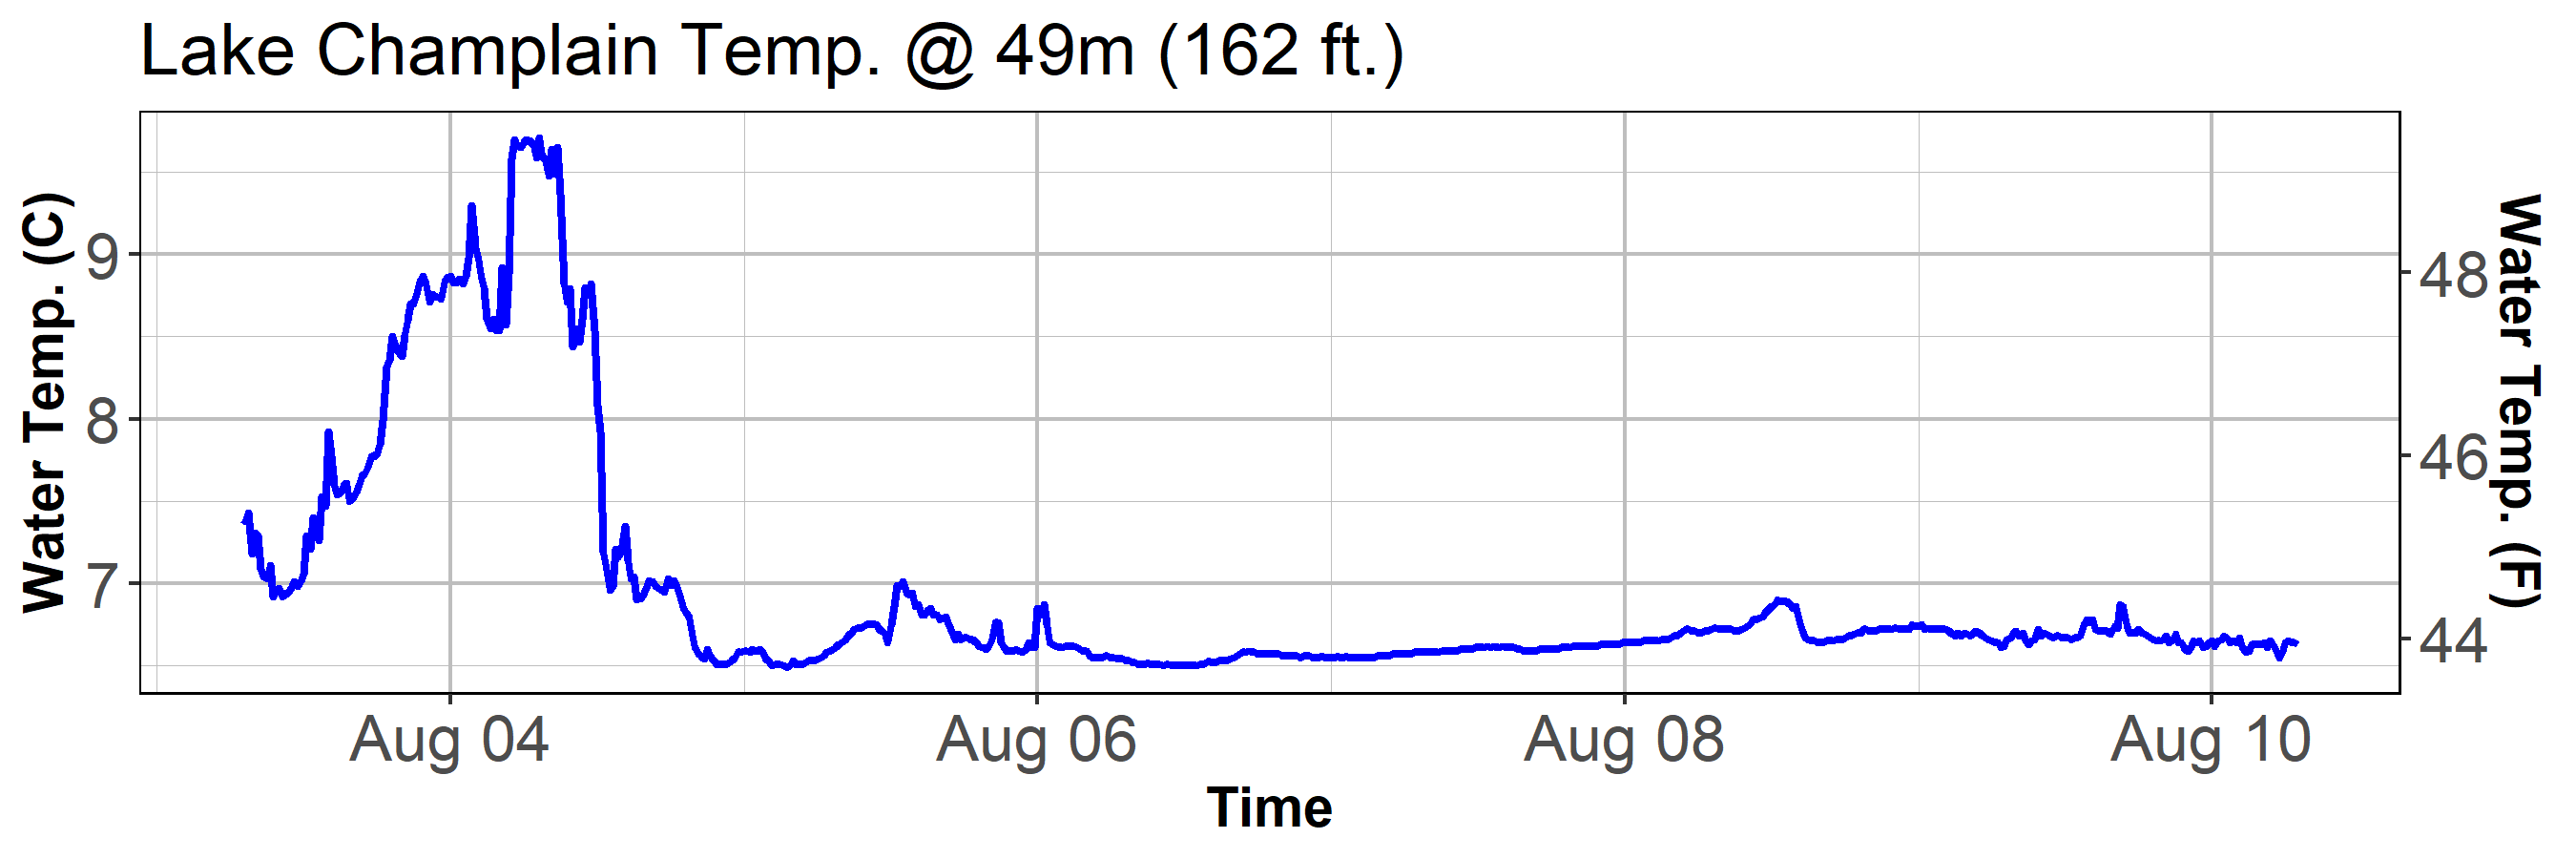 Lake Champlain Temp. @ 49m (162 ft.)
Water Temp. (C)
9
8
7
48
46
44
Water Temp. (F)
Aug 04 Aug 06 Aug 08 Aug 10
Time